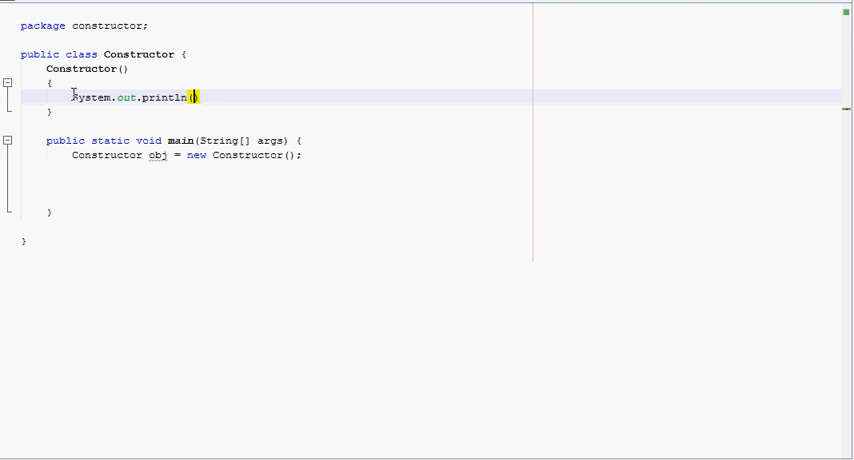 package constructor;
public class Constructor {
Constructor()
{
System.out.println()
}
public static void main(String[] args) {
Constructor obj = new Constructor();
}
}